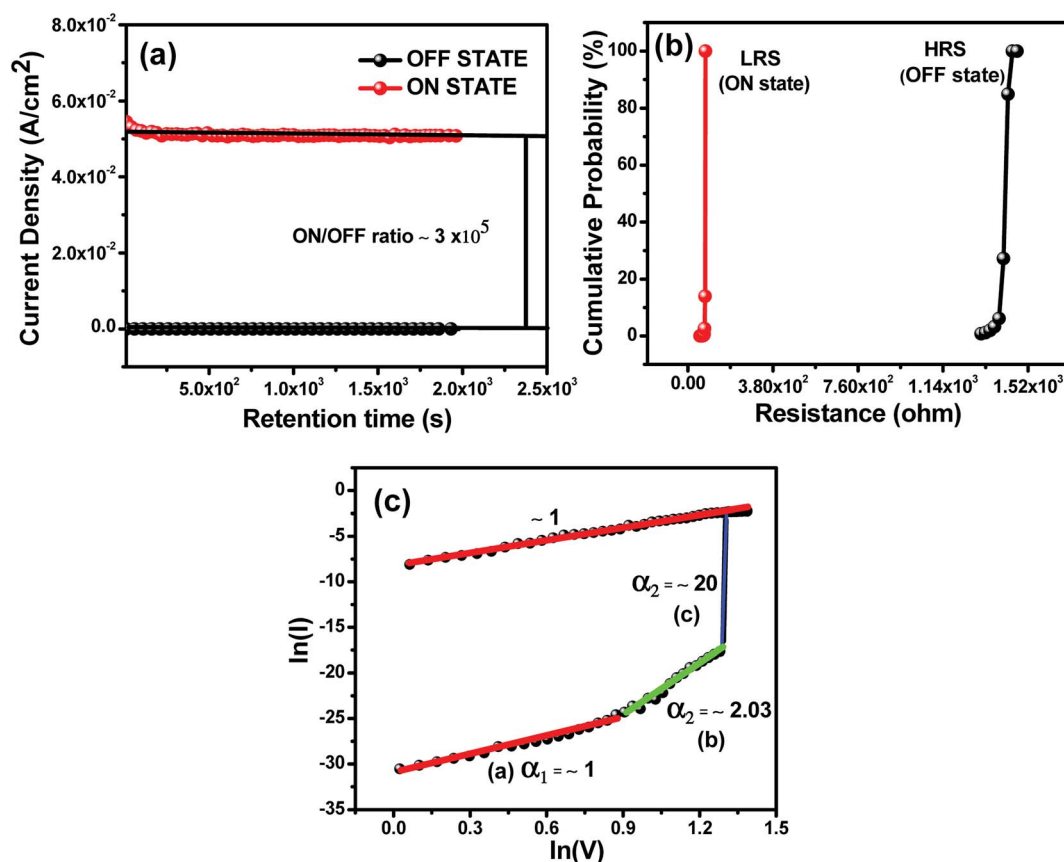 (a)
OFF STATE
ON STATE
ON/OFF ratio ~ 3 x10⁵
Current Density (A/cm²)
8.0x10⁻²
6.0x10⁻²
4.0x10⁻²
2.0x10⁻²
0.0
5.0x10² 1.0x10³ 1.5x10³ 2.0x10³ 2.5x10³
Retention time (s)
(b)
LRS
(ON state)
HRS
(OFF state)
Cumulative Probability (%)
100
80
60
40
20
0
0.00 3.80x10² 7.60x10² 1.14x10³ 1.52x10³
Resistance (ohm)
(c)
~ 1
α₂ = ~ 20
(c)
α₂ = ~ 2.03
(b)
(a) α₁ = ~ 1
ln(I)
0
-5
-10
-15
-20
-25
-30
-35
0.0 0.3 0.6 0.9 1.2 1.5
ln(V)